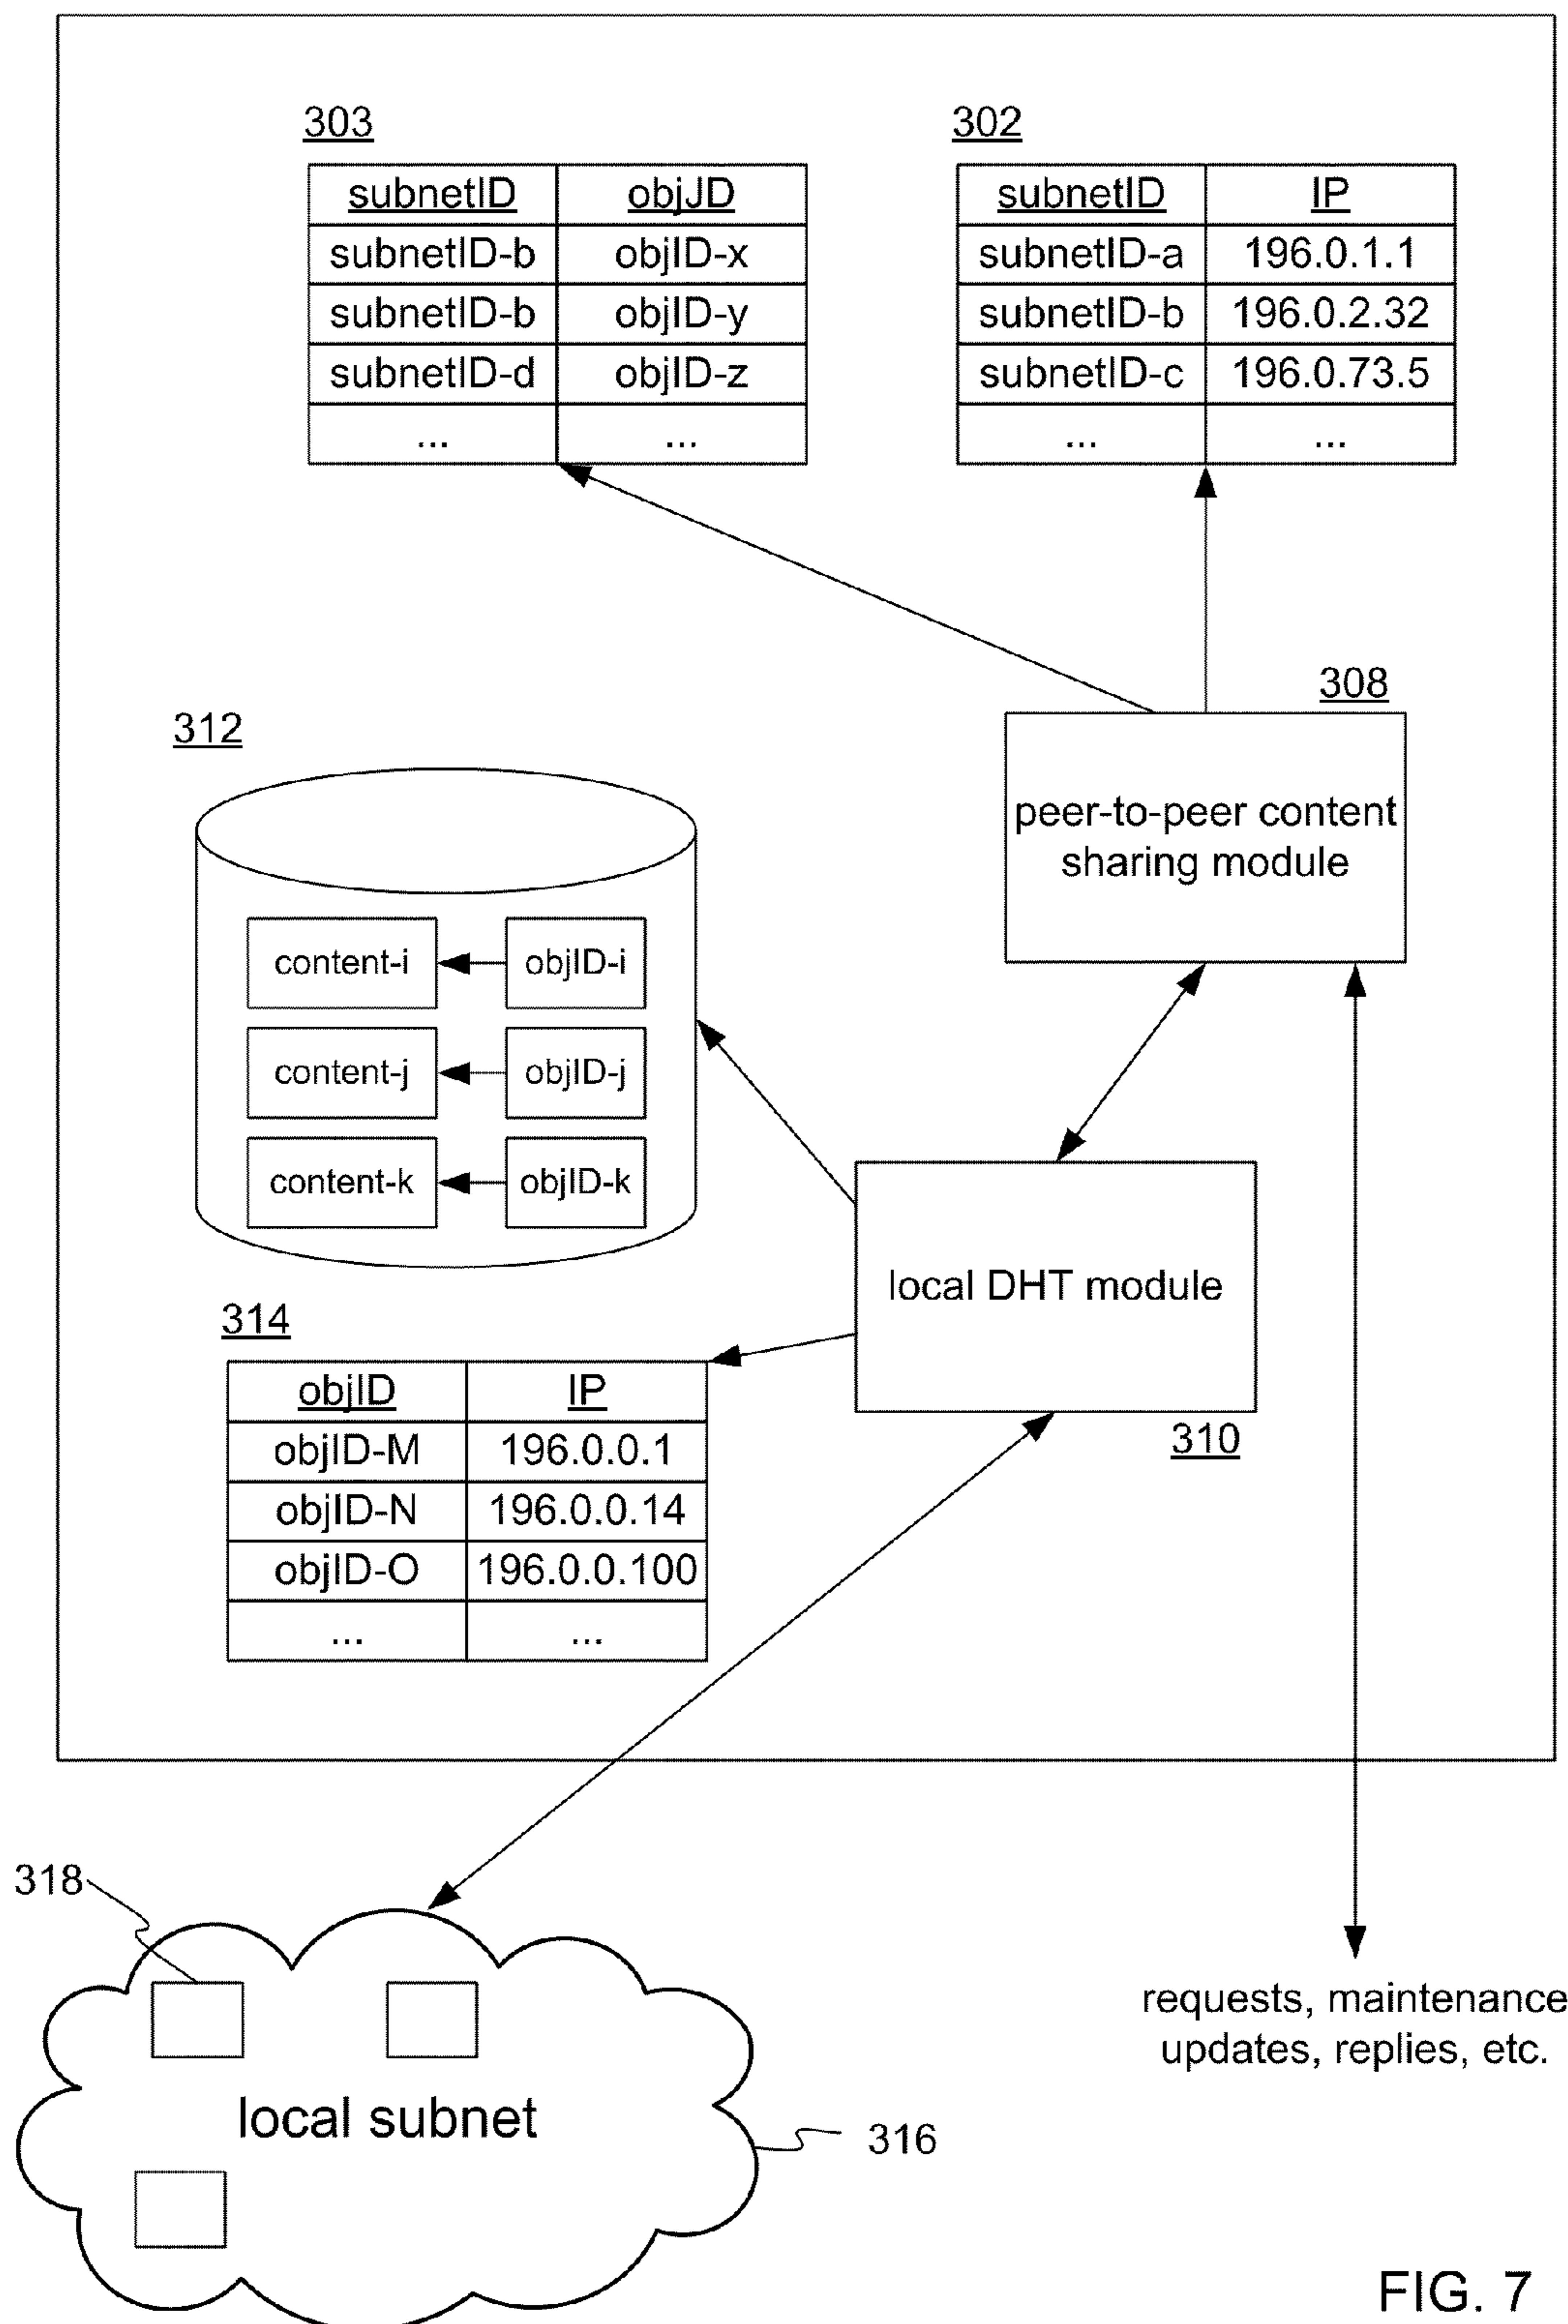 303
subnetID objJD
subnetID-b objID-x
subnetID-b objID-y
subnetID-d objID-z
... ...
302
subnetID IP
subnetID-a 196.0.1.1
subnetID-b 196.0.2.32
subnetID-c 196.0.73.5
... ...
308
peer-to-peer content
sharing module
312
content-i objID-i
content-j objID-j
content-k objID-k
local DHT module
310
314
objID IP
objID-M 196.0.0.1
objID-N 196.0.0.14
objID-O 196.0.0.100
... ...
318
local subnet
316
requests, maintenance
updates, replies, etc.
FIG. 7